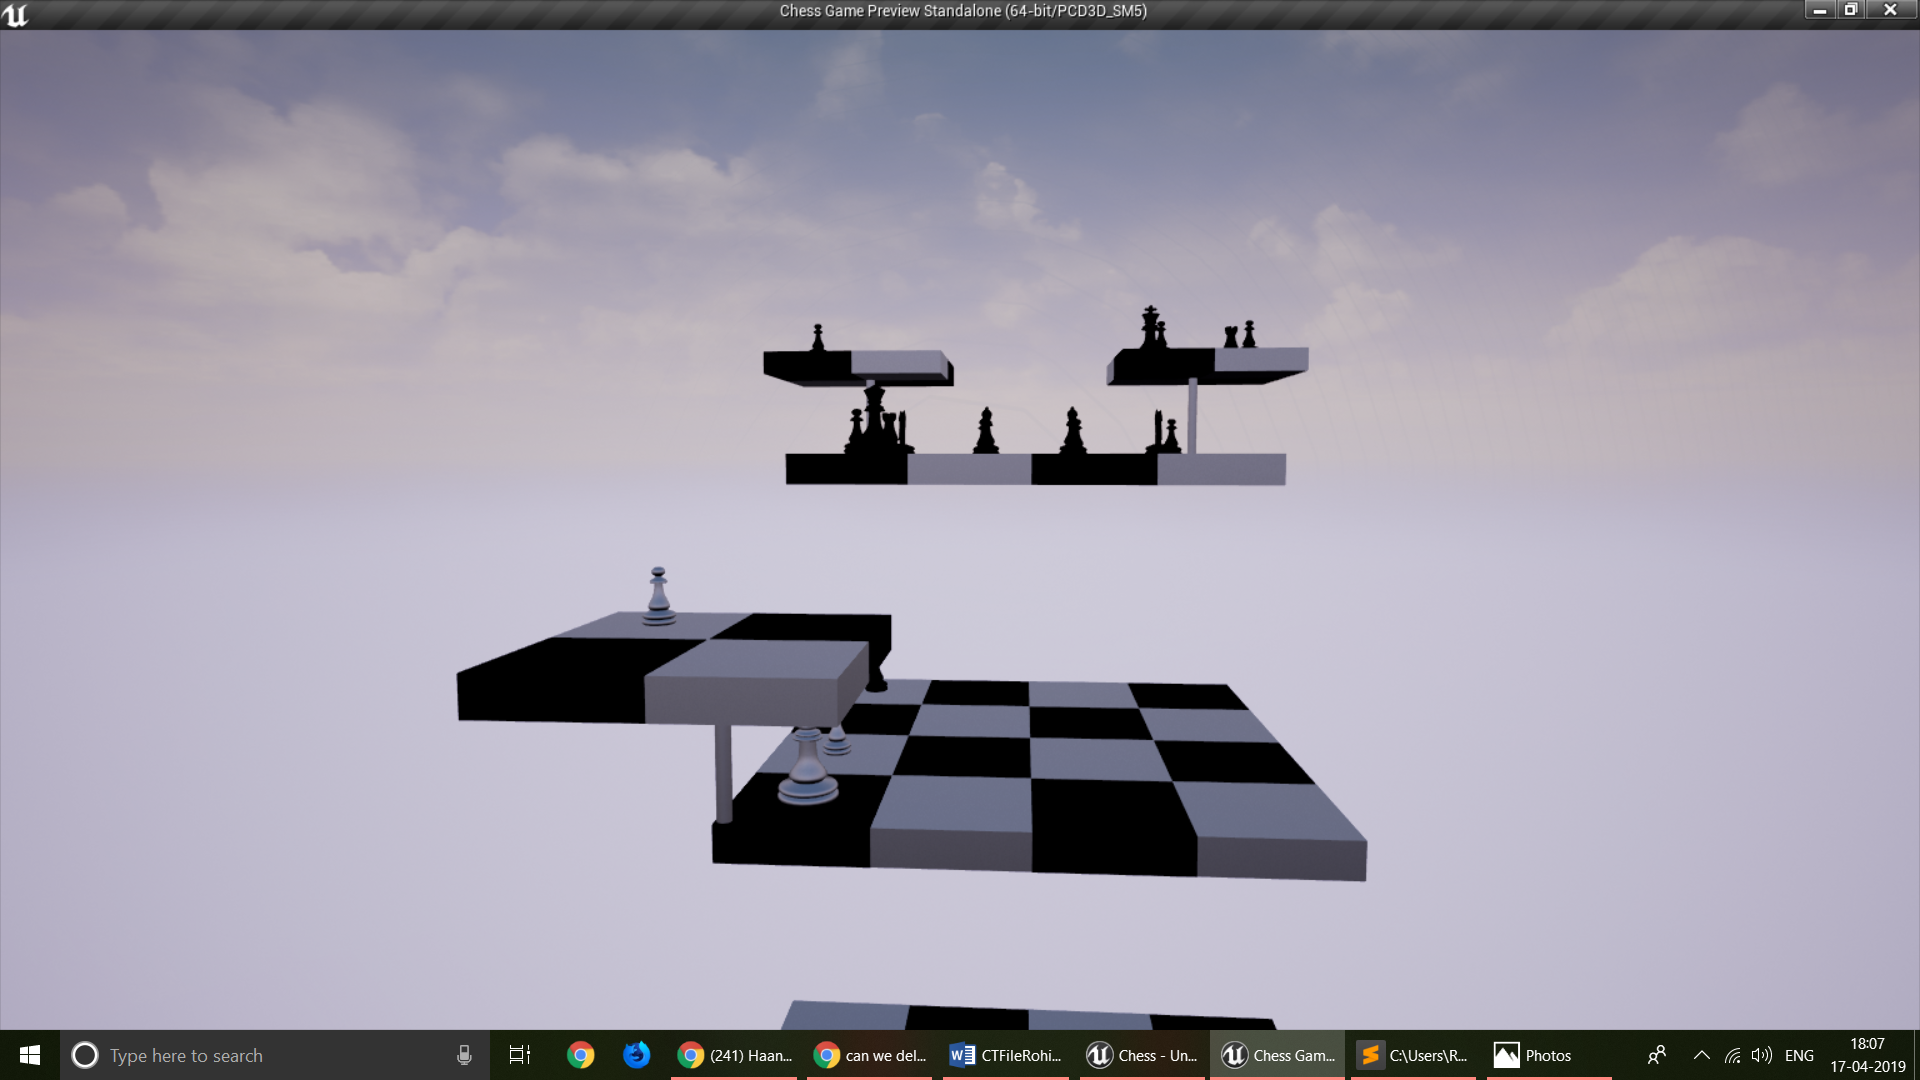 Chess Game Preview Standalone (64-bit/PCD3D_SM5)
Type here to search
(241) Haan...
can we del...
CTFileRohi...
Chess - Un...
Chess Gam...
C:\Users\R...
Photos
ENG
18:07
17-04-2019